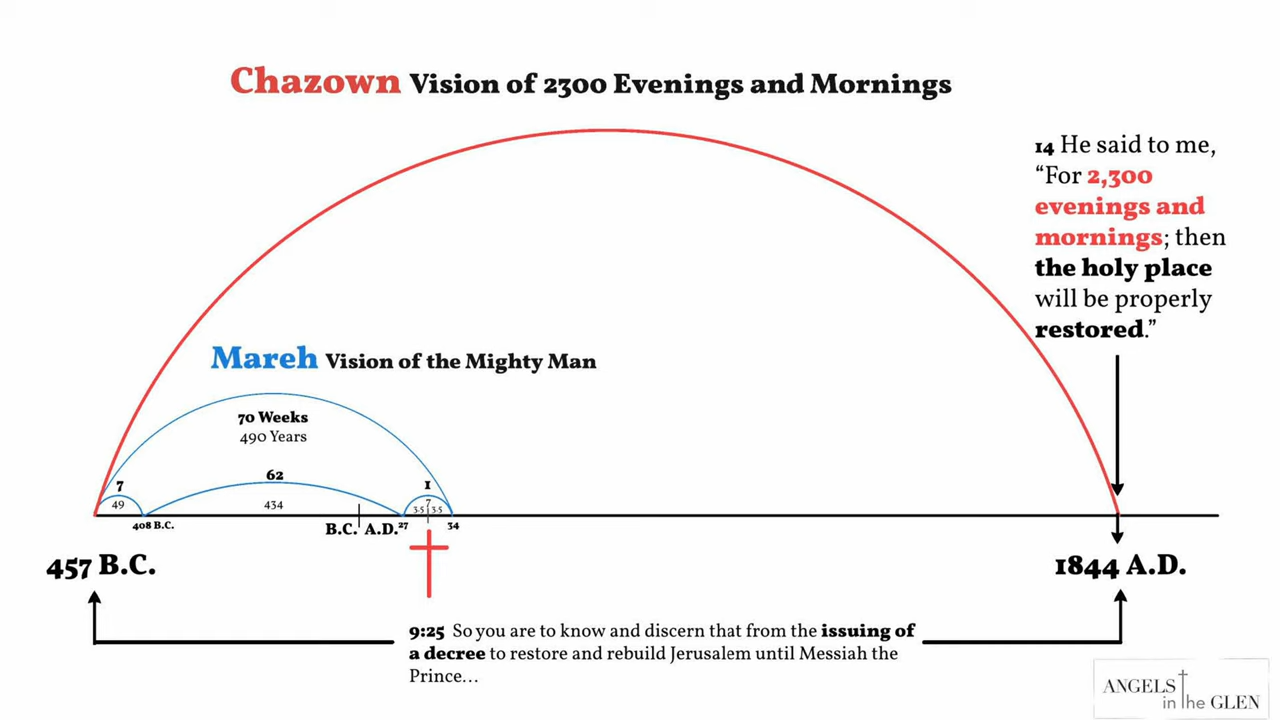 Chazown Vision of 2300 Evenings and Mornings
14 He said to me,
“For 2,300
evenings and
mornings; then
the holy place
will be properly
restored.”
Mareh Vision of the Mighty Man
70 Weeks
490 Years
7
62
1
49
434
7
3.5 3.5
408 B.C.
B.C. A.D.
27
34
457 B.C.
1844 A.D.
9:25 So you are to know and discern that from the issuing of
a decree to restore and rebuild Jerusalem until Messiah the
Prince…
ANGELS
in the GLEN